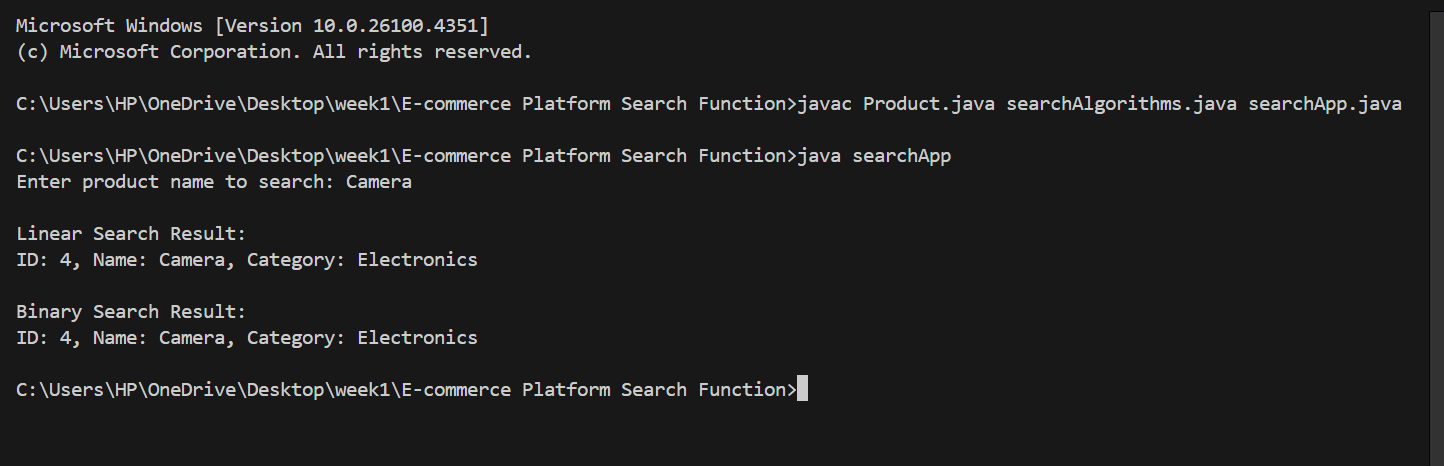 Microsoft Windows [Version 10.0.26100.4351]
(c) Microsoft Corporation. All rights reserved.
C:\Users\HP\OneDrive\Desktop\week1\E-commerce Platform Search Function>javac Product.java searchAlgorithms.java searchApp.java
C:\Users\HP\OneDrive\Desktop\week1\E-commerce Platform Search Function>java searchApp
Enter product name to search: Camera
Linear Search Result:
ID: 4, Name: Camera, Category: Electronics
Binary Search Result:
ID: 4, Name: Camera, Category: Electronics
C:\Users\HP\OneDrive\Desktop\week1\E-commerce Platform Search Function>